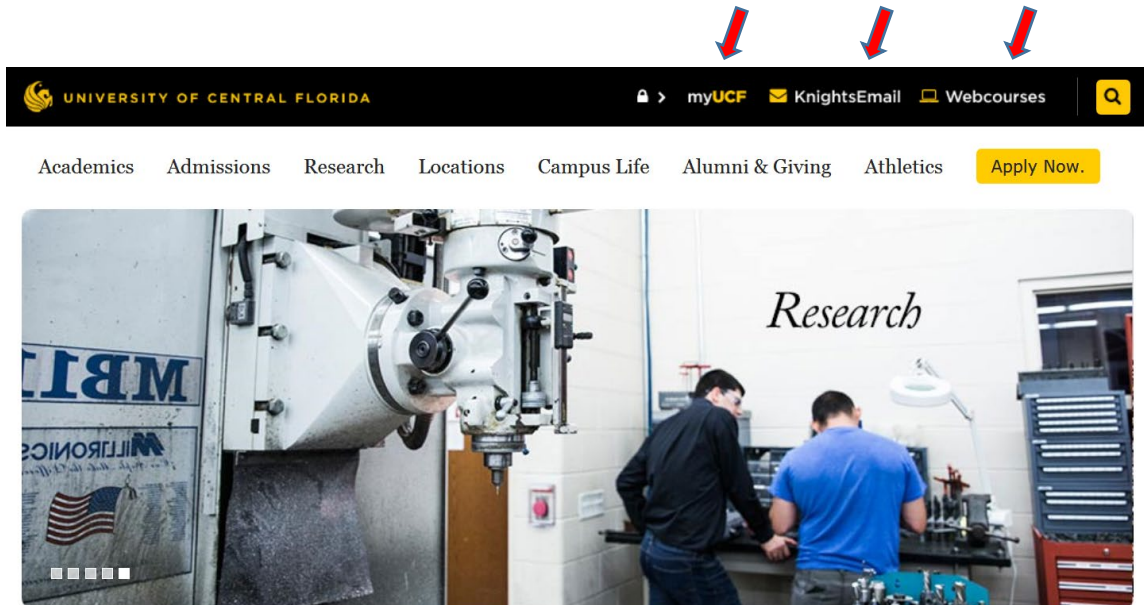 UNIVERSITY OF CENTRAL FLORIDA
myUCF KnightsEmail Webcourses
Academics Admissions Research Locations Campus Life Alumni & Giving Athletics Apply Now.
Research
MB11
MILLTRONICS